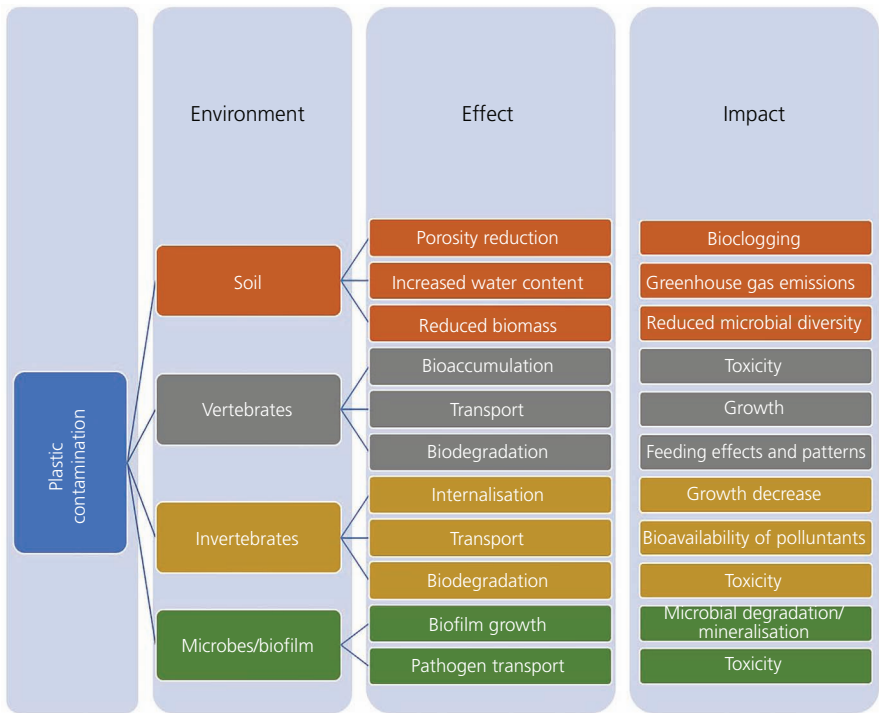 Environment
Effect
Impact
Plastic
contamination
Soil
Porosity reduction
Bioclogging
Increased water content
Greenhouse gas emissions
Reduced biomass
Reduced microbial diversity
Vertebrates
Bioaccumulation
Toxicity
Transport
Growth
Biodegradation
Feeding effects and patterns
Invertebrates
Internalisation
Growth decrease
Transport
Bioavailability of polluntants
Biodegradation
Toxicity
Microbes/biofilm
Biofilm growth
Microbial degradation/
mineralisation
Pathogen transport
Toxicity